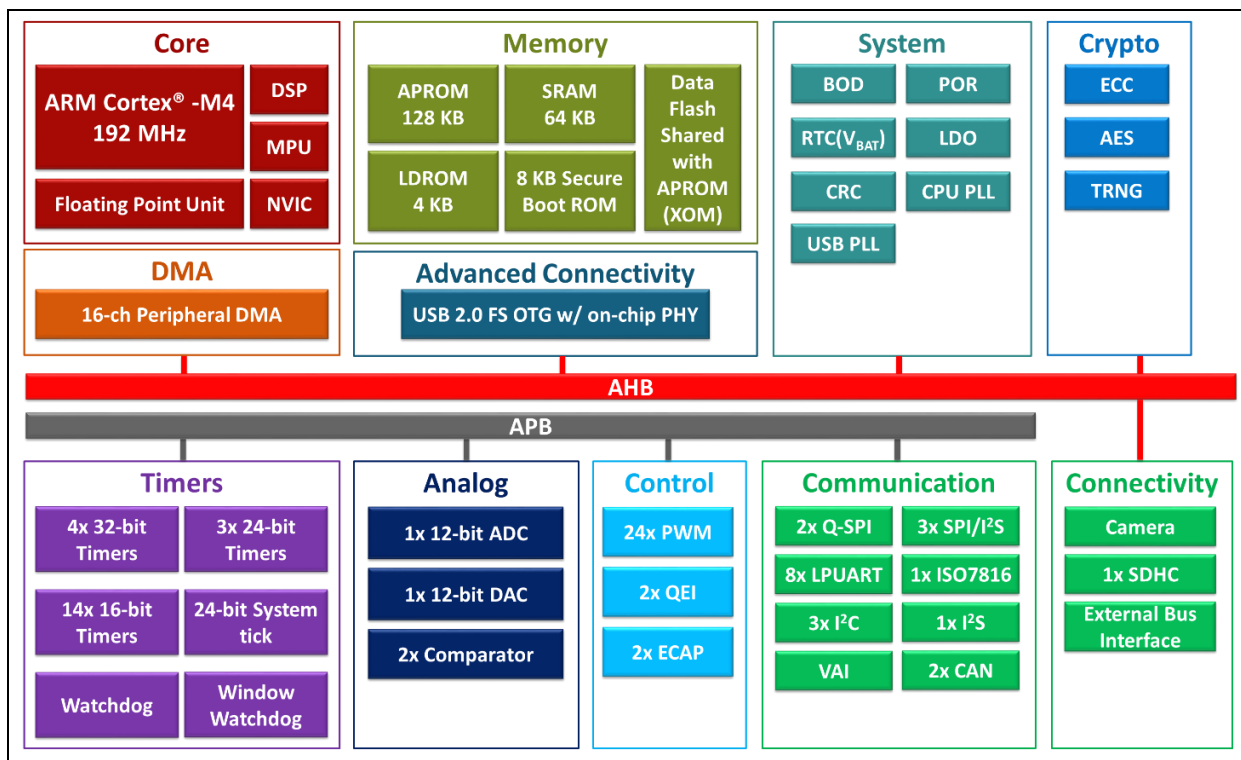 Core
ARM Cortex® -M4
192 MHz
DSP
MPU
Floating Point Unit
NVIC
Memory
APROM
128 KB
SRAM
64 KB
Data
Flash
Shared
with
APROM
(XOM)
LDROM
4 KB
8 KB Secure
Boot ROM
System
BOD
POR
RTC(VBAT)
LDO
CRC
CPU PLL
USB PLL
Crypto
ECC
AES
TRNG
DMA
16-ch Peripheral DMA
Advanced Connectivity
USB 2.0 FS OTG w/ on-chip PHY
AHB
APB
Timers
4x 32-bit
Timers
3x 24-bit
Timers
14x 16-bit
Timers
24-bit System
tick
Watchdog
Window
Watchdog
Analog
1x 12-bit ADC
1x 12-bit DAC
2x Comparator
Control
24x PWM
2x QEI
2x ECAP
Communication
2x Q-SPI
3x SPI/I²S
8x LPUART
1x ISO7816
3x I²C
1x I²S
VAI
2x CAN
Connectivity
Camera
1x SDHC
External Bus
Interface